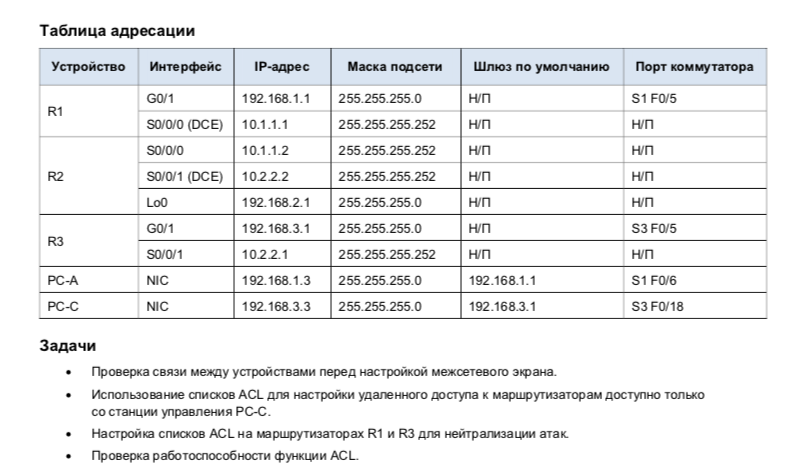 Таблица адресации
Устройство Интерфейс IP-адрес Маска подсети Шлюз по умолчанию Порт коммутатора
R1 G0/1 192.168.1.1 255.255.255.0 Н/П S1 F0/5
S0/0/0 (DCE) 10.1.1.1 255.255.255.252 Н/П Н/П
R2 S0/0/0 10.1.1.2 255.255.255.252 Н/П Н/П
S0/0/1 (DCE) 10.2.2.2 255.255.255.252 Н/П Н/П
Lo0 192.168.2.1 255.255.255.0 Н/П Н/П
R3 G0/1 192.168.3.1 255.255.255.0 Н/П S3 F0/5
S0/0/1 10.2.2.1 255.255.255.252 Н/П Н/П
PC-A NIC 192.168.1.3 255.255.255.0 192.168.1.1 S1 F0/6
PC-C NIC 192.168.3.3 255.255.255.0 192.168.3.1 S3 F0/18
Задачи
• Проверка связи между устройствами перед настройкой межсетевого экрана.
• Использование списков ACL для настройки удаленного доступа к маршрутизаторам доступно только
со станции управления PC-C.
• Настройка списков ACL на маршрутизаторах R1 и R3 для нейтрализации атак.
• Проверка работоспособности функции ACL.